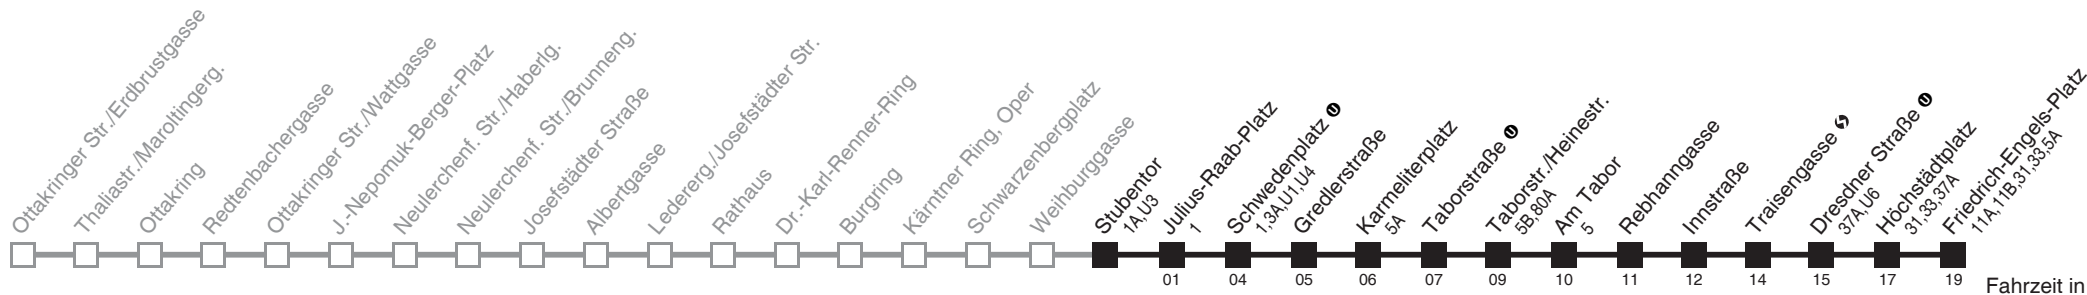 Ottakringer Str./Erdbrustgasse
Thaliastr./Maroltingerg.
Ottakring
Redtenbachergasse
Ottakringer Str./Wattgasse
J.-Nepomuk-Berger-Platz
Neulerchenf. Str./Haberlg.
Neulerchenf. Str./Brunneng.
Josefstädter Straße
Albertgasse
Ledererg./Josefstädter Str.
Rathaus
Dr.-Karl-Renner-Ring
Burgring
Kärntner Ring, Oper
Schwarzenbergplatz
Weihburggasse
Stubentor
1A,U3
Julius-Raab-Platz
1
01
Schwedenplatz U
1,3A,U1,U4
04
Gredlerstraße
05
Karmeliterplatz
5A
06
Taborstraße U
07
Taborstr./Heinestr.
5B,80A
09
Am Tabor
5
10
Rebhanngasse
11
Innstraße
12
Traisengasse S
14
Dresdner Straße U
37A,U6
15
Höchstädtplatz
31,33,37A
17
Friedrich-Engels-Platz
11A,11B,31,33,5A
19
Fahrzeit in